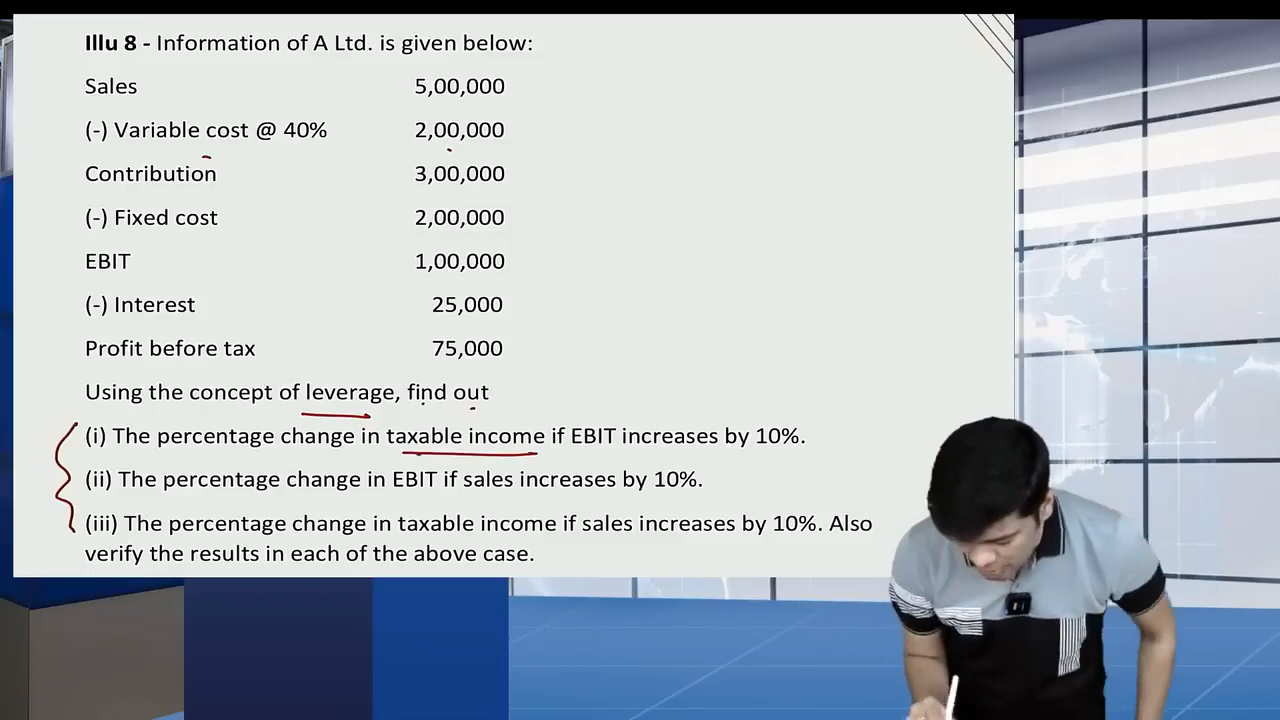 Illu 8 - Information of A Ltd. is given below:
Sales 5,00,000
(-) Variable cost @ 40% 2,00,000
Contribution 3,00,000
(-) Fixed cost 2,00,000
EBIT 1,00,000
(-) Interest 25,000
Profit before tax 75,000
Using the concept of leverage, find out
(i) The percentage change in taxable income if EBIT increases by 10%.
(ii) The percentage change in EBIT if sales increases by 10%.
(iii) The percentage change in taxable income if sales increases by 10%. Also
verify the results in each of the above case.